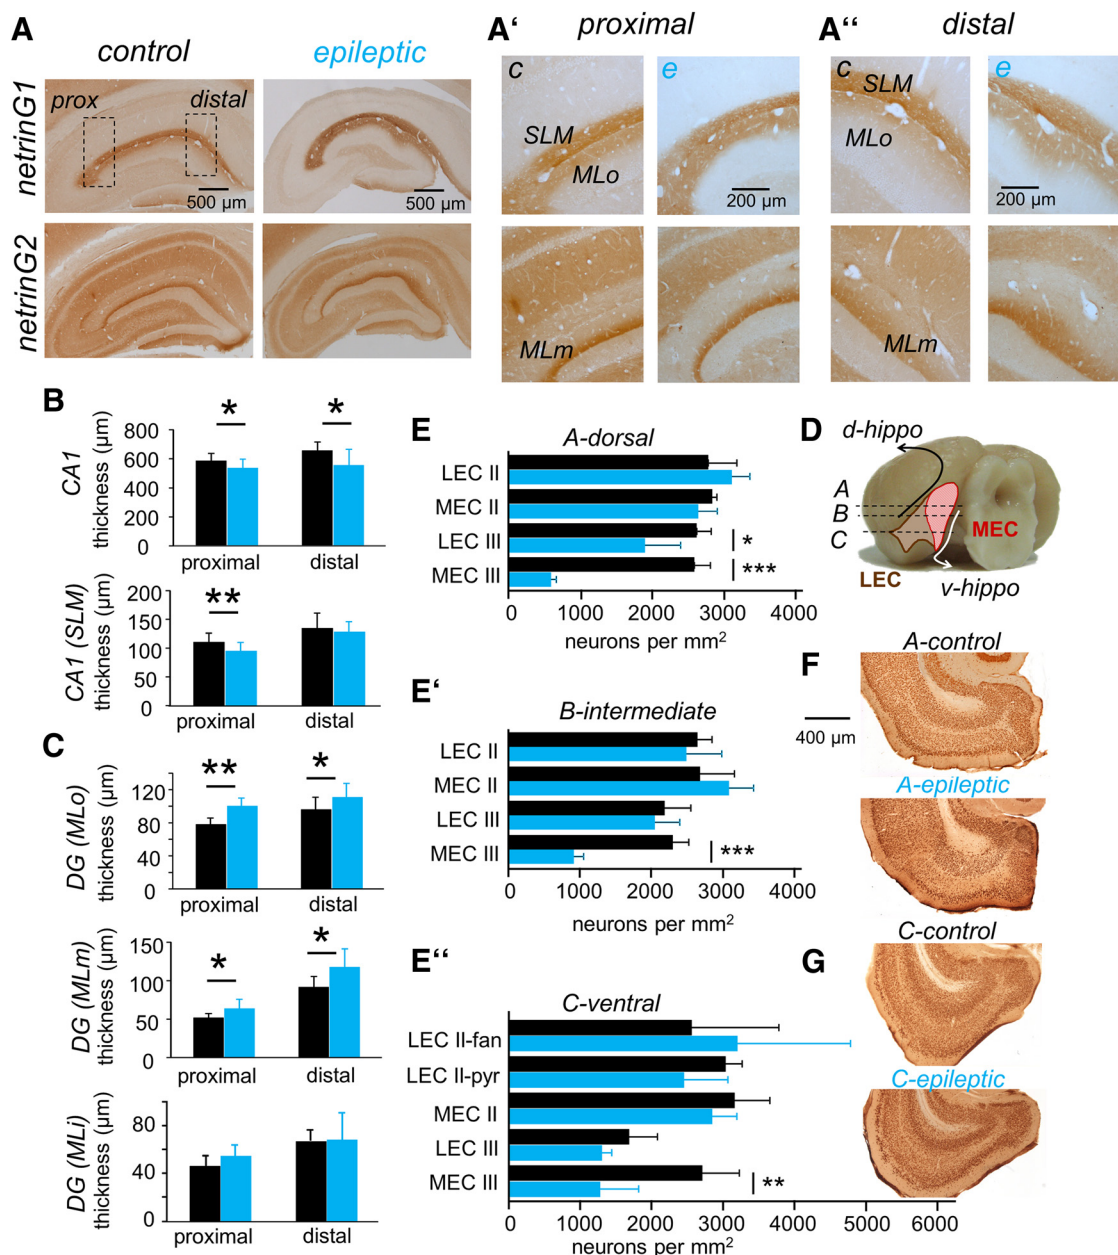 A
control
epileptic
netrinG1
prox
distal
500 µm
500 µm
netrinG2
A‘
proximal
c
e
SLM
MLo
200 µm
MLm
A‘‘
distal
c
e
SLM
MLo
200 µm
MLm
B
CA1
thickness (µm)
800
600
400
200
0
*
*
proximal
distal
CA1 (SLM)
thickness (µm)
200
150
100
50
0
**
proximal
distal
C
DG (MLo)
thickness (µm)
120
80
40
0
**
*
proximal
distal
DG (MLm)
thickness (µm)
150
100
50
0
*
*
proximal
distal
DG (MLi)
thickness (µm)
80
40
0
proximal
distal
E
A-dorsal
LEC II
MEC II
LEC III
MEC III
*
***
0 1000 2000 3000 4000
neurons per mm2
E‘
B-intermediate
LEC II
MEC II
LEC III
MEC III
***
0 1000 2000 3000 4000
neurons per mm2
E‘‘
C-ventral
LEC II-fan
LEC II-pyr
MEC II
LEC III
MEC III
**
0 1000 2000 3000 4000 5000 6000
neurons per mm2
D
d-hippo
A
B
C
MEC
LEC
v-hippo
F
A-control
400 µm
A-epileptic
G
C-control
C-epileptic